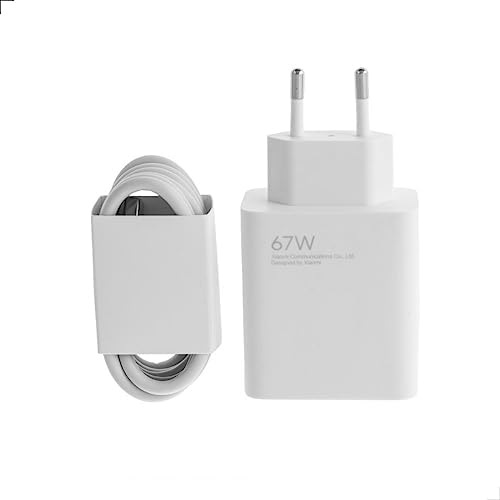 67W
Xiaomi Communications Co., Ltd.
Designed by Xiaomi